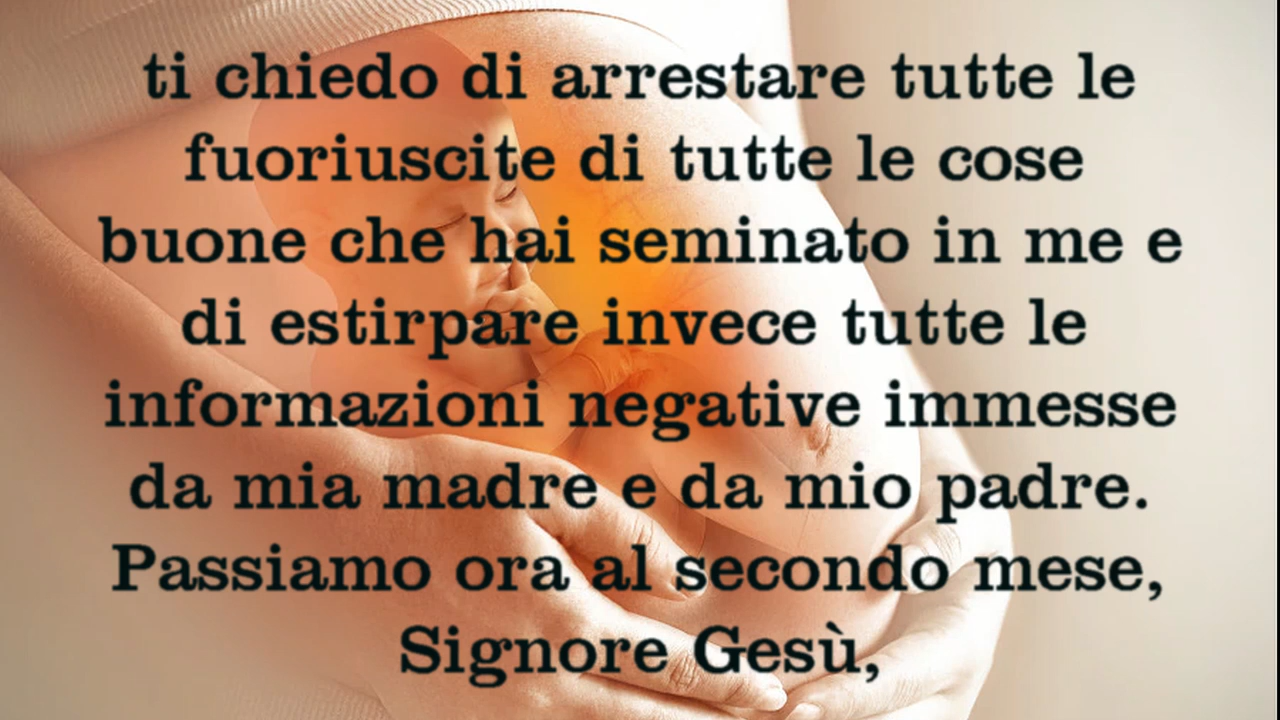 ti chiedo di arrestare tutte le
fuoriuscite di tutte le cose
buone che hai seminato in me e
di estirpare invece tutte le
informazioni negative immesse
da mia madre e da mio padre.
Passiamo ora al secondo mese,
Signore Gesù,